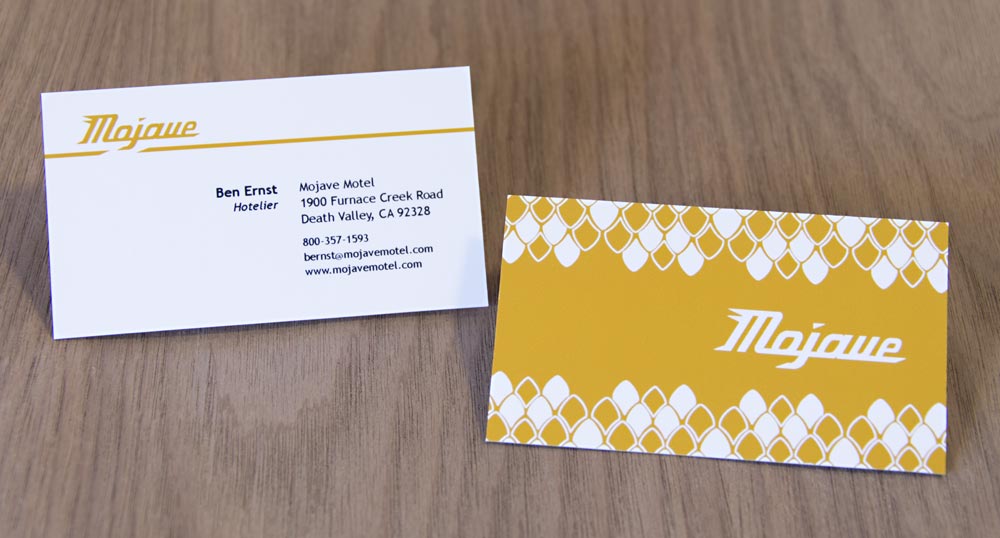 Mojave
Ben Ernst
Hotelier
Mojave Motel
1900 Furnace Creek Road
Death Valley, CA 92328
800-357-1593
bernst@mojavemotel.com
www.mojavemotel.com
Mojave